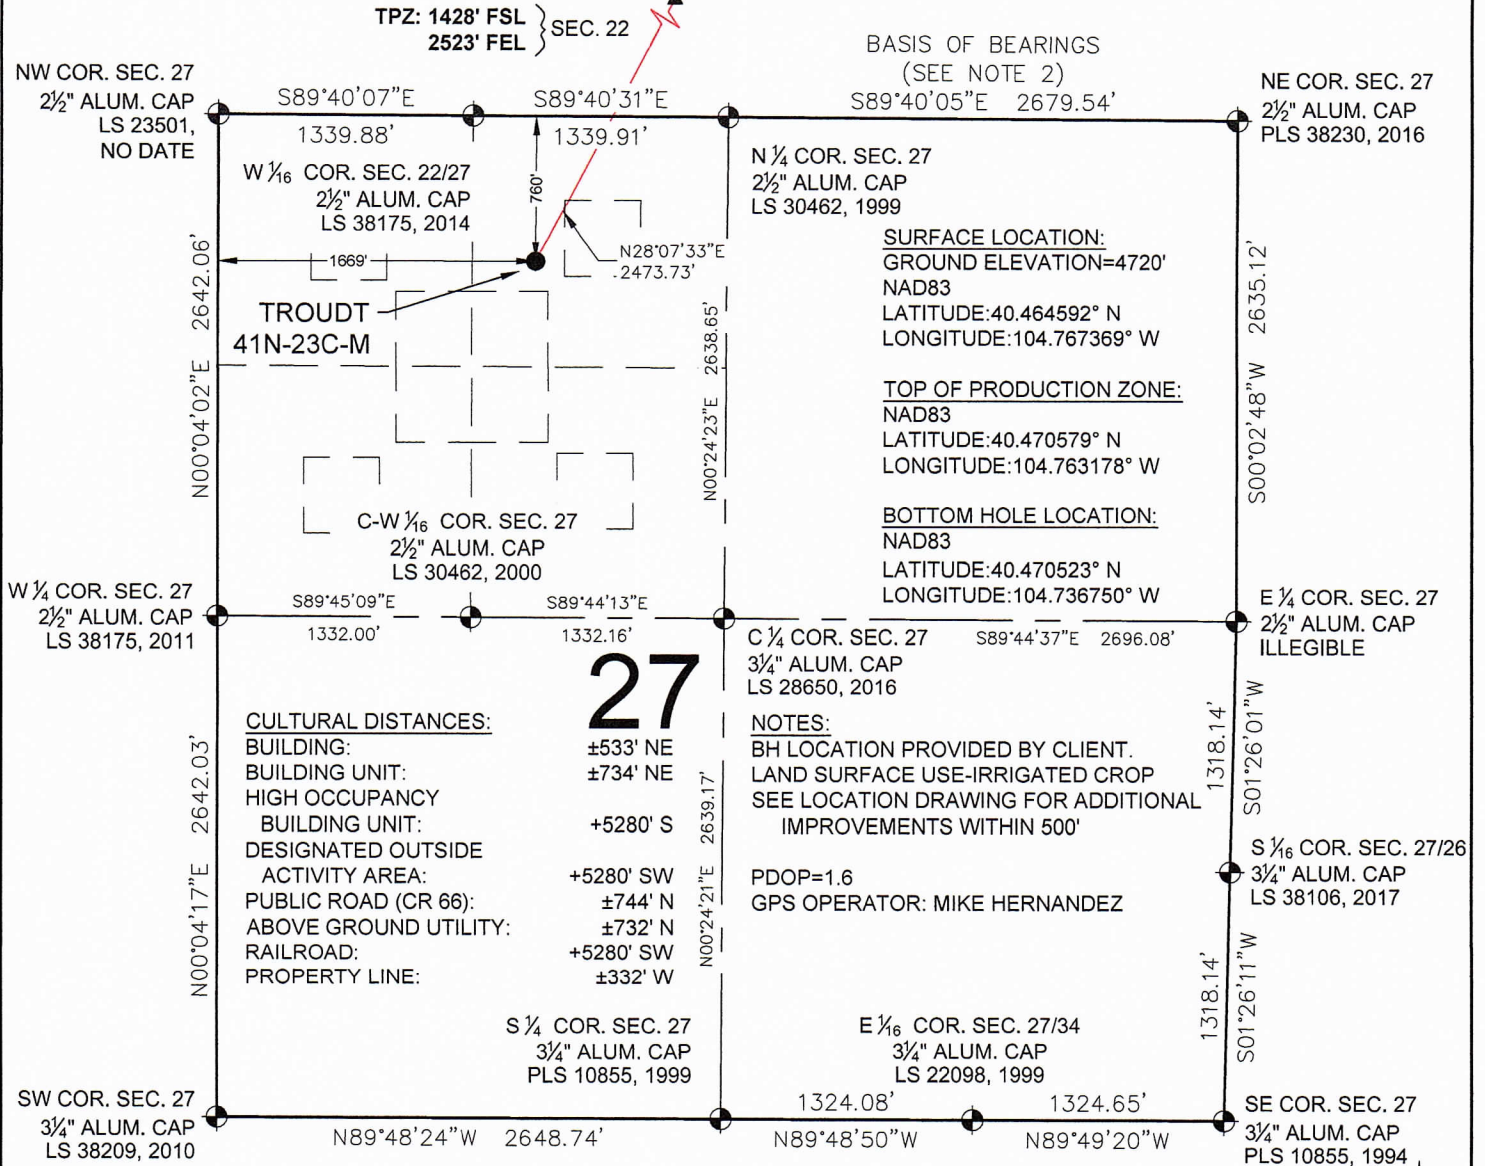 TPZ: 1428' FSL
2523' FEL
SEC. 22
BASIS OF BEARINGS
(SEE NOTE 2)
NW COR. SEC. 27
2½" ALUM. CAP
LS 23501,
NO DATE
S89°40'07"E
1339.88'
S89°40'31"E
1339.91'
S89°40'05"E 2679.54'
NE COR. SEC. 27
2½" ALUM. CAP
PLS 38230, 2016
W 1/16 COR. SEC. 22/27
2½" ALUM. CAP
LS 38175, 2014
760'
N ¼ COR. SEC. 27
2½" ALUM. CAP
LS 30462, 1999
1669'
N28°07'33"E
2473.73'
TROUDT
41N-23C-M
N00°04'02"E 2642.06'
N00°24'23"E 2638.65'
SURFACE LOCATION:
GROUND ELEVATION=4720'
NAD83
LATITUDE:40.464592° N
LONGITUDE:104.767369° W
TOP OF PRODUCTION ZONE:
NAD83
LATITUDE:40.470579° N
LONGITUDE:104.763178° W
BOTTOM HOLE LOCATION:
NAD83
LATITUDE:40.470523° N
LONGITUDE:104.736750° W
S00°02'48"W 2635.12'
C-W 1/16 COR. SEC. 27
2½" ALUM. CAP
LS 30462, 2000
W ¼ COR. SEC. 27
2½" ALUM. CAP
LS 38175, 2011
S89°45'09"E
1332.00'
S89°44'13"E
1332.16'
C ¼ COR. SEC. 27
3¼" ALUM. CAP
LS 28650, 2016
S89°44'37"E 2696.08'
E ¼ COR. SEC. 27
2½" ALUM. CAP
ILLEGIBLE
27
CULTURAL DISTANCES:
BUILDING: ±533' NE
BUILDING UNIT: ±734' NE
HIGH OCCUPANCY
BUILDING UNIT: +5280' S
DESIGNATED OUTSIDE
ACTIVITY AREA: +5280' SW
PUBLIC ROAD (CR 66): ±744' N
ABOVE GROUND UTILITY: ±732' N
RAILROAD: +5280' SW
PROPERTY LINE: ±332' W
N00°04'17"E 2642.03'
N00°24'21"E 2639.17'
NOTES:
BH LOCATION PROVIDED BY CLIENT.
LAND SURFACE USE-IRRIGATED CROP
SEE LOCATION DRAWING FOR ADDITIONAL
IMPROVEMENTS WITHIN 500'
PDOP=1.6
GPS OPERATOR: MIKE HERNANDEZ
1318.14'
S01°26'01"W
S 1/16 COR. SEC. 27/26
3¼" ALUM. CAP
LS 38106, 2017
1318.14'
S01°26'11"W
S ¼ COR. SEC. 27
3¼" ALUM. CAP
PLS 10855, 1999
E 1/16 COR. SEC. 27/34
3¼" ALUM. CAP
LS 22098, 1999
SW COR. SEC. 27
3¼" ALUM. CAP
LS 38209, 2010
N89°48'24"W 2648.74'
1324.08'
N89°48'50"W
1324.65'
N89°49'20"W
SE COR. SEC. 27
3¼" ALUM. CAP
PLS 10855, 1994